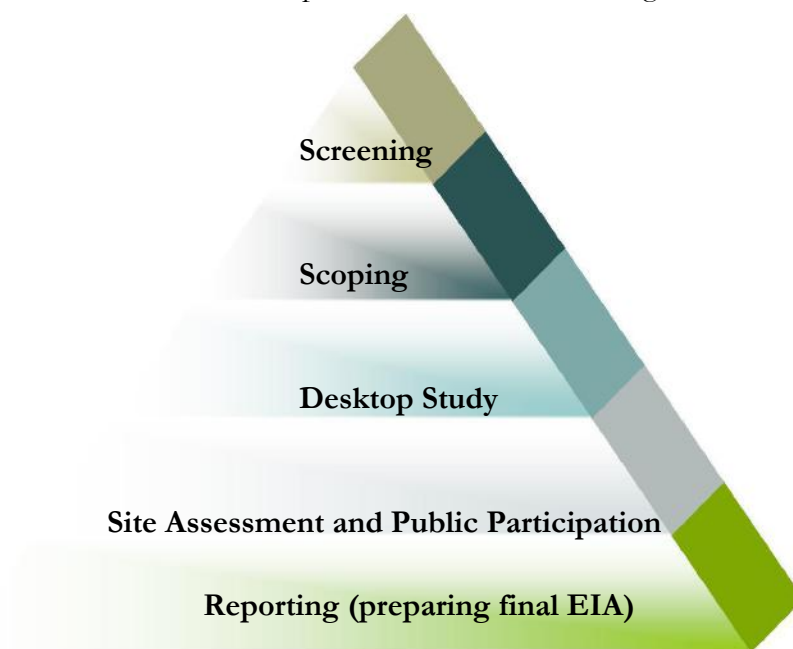 Screening
Scoping
Desktop Study
Site Assessment and Public Participation
Reporting (preparing final EIA)